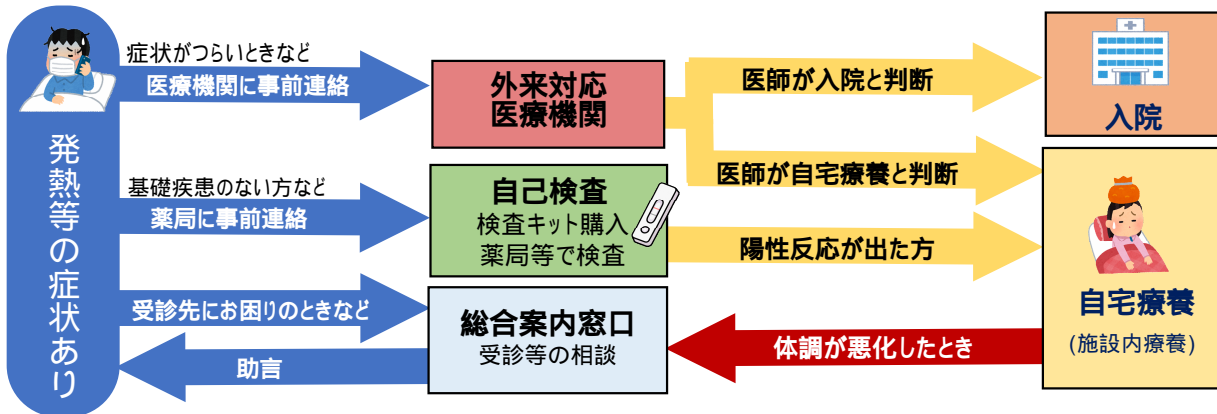 発熱等の症状あり
症状がつらいときなど
医療機関に事前連絡
外来対応
医療機関
医師が入院と判断
入院
医師が自宅療養と判断
基礎疾患のない方など
薬局に事前連絡
自己検査
検査キット購入
薬局等で検査
陽性反応が出た方
自宅療養
(施設内療養)
受診先にお困りのときなど
総合案内窓口
受診等の相談
助言
体調が悪化したとき